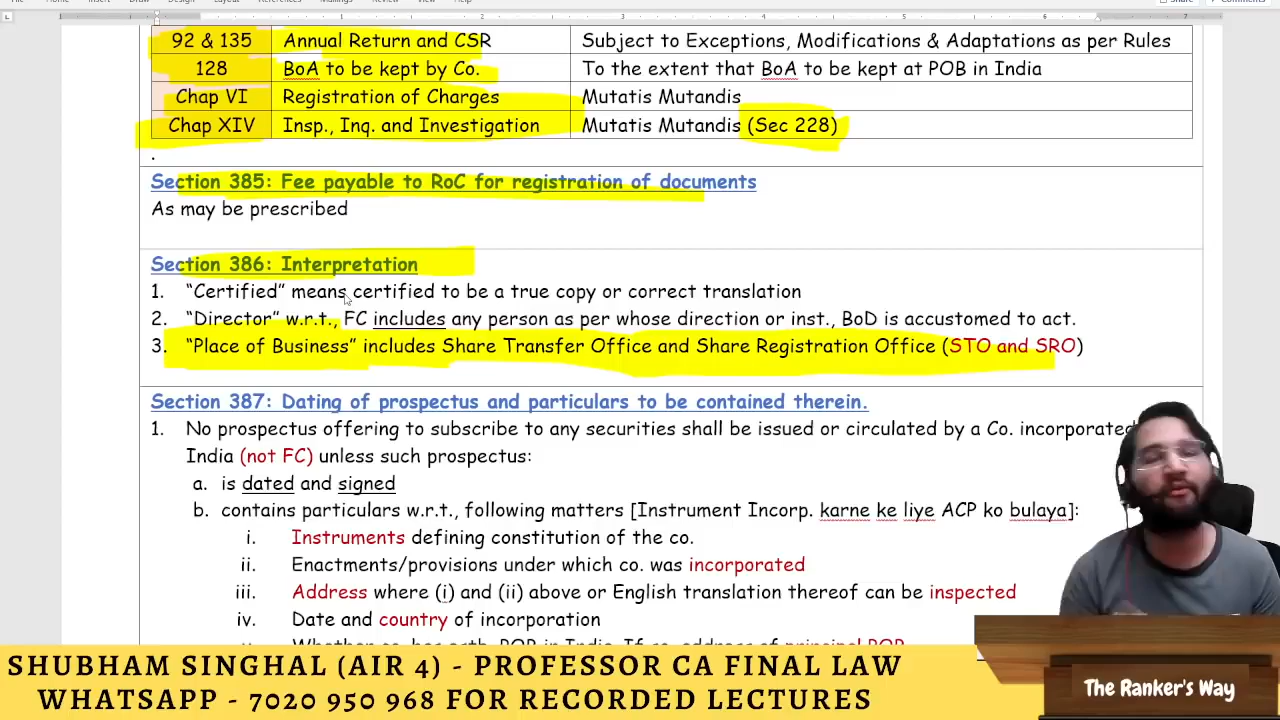 92 & 135 Annual Return and CSR Subject to Exceptions, Modifications & Adaptations as per Rules
128 BoA to be kept by Co. To the extent that BoA to be kept at POB in India
Chap VI Registration of Charges Mutatis Mutandis
Chap XIV Insp., Inq. and Investigation Mutatis Mutandis (Sec 228)
.
Section 385: Fee payable to RoC for registration of documents
As may be prescribed
Section 386: Interpretation
1. "Certified" means certified to be a true copy or correct translation
2. "Director" w.r.t., FC includes any person as per whose direction or inst., BoD is accustomed to act.
3. "Place of Business" includes Share Transfer Office and Share Registration Office (STO and SRO)
Section 387: Dating of prospectus and particulars to be contained therein.
1. No prospectus offering to subscribe to any securities shall be issued or circulated by a Co. incorporated
India (not FC) unless such prospectus:
a. is dated and signed
b. contains particulars w.r.t., following matters [Instrument Incorp. karne ke liye ACP ko bulaya]:
i. Instruments defining constitution of the co.
ii. Enactments/provisions under which co. was incorporated
iii. Address where (i) and (ii) above or English translation thereof can be inspected
iv. Date and country of incorporation
SHUBHAM SINGHAL (AIR 4) - PROFESSOR CA FINAL LAW
WHATSAPP - 7020 950 968 FOR RECORDED LECTURES
The Ranker's Way